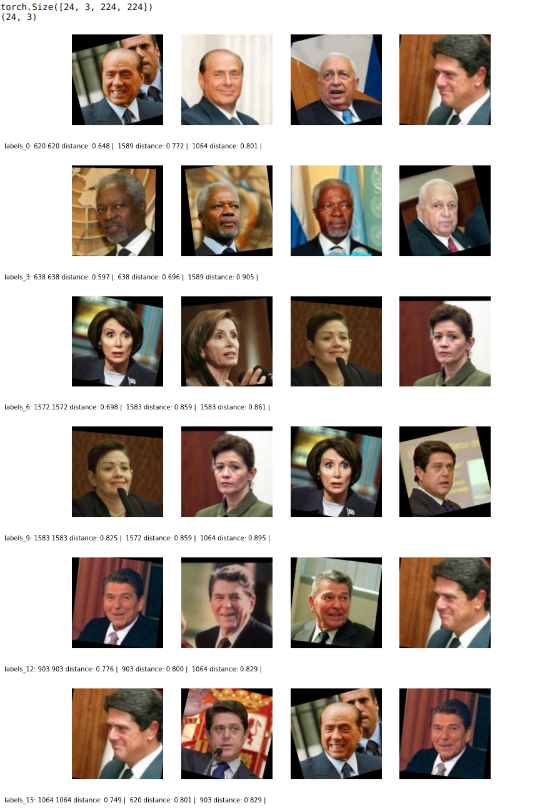 torch.Size([24, 3, 224, 224])
(24, 3)
labels_0: 620 620 distance: 0.648 | 1589 distance: 0.772 | 1064 distance: 0.801 |
labels_3: 638 638 distance: 0.597 | 638 distance: 0.696 | 1589 distance: 0.905 |
labels_6: 1572 1572 distance: 0.698 | 1583 distance: 0.859 | 1583 distance: 0.861 |
labels_9: 1583 1583 distance: 0.825 | 1572 distance: 0.859 | 1064 distance: 0.895 |
labels_12: 903 903 distance: 0.776 | 903 distance: 0.800 | 1064 distance: 0.829 |
labels_15: 1064 1064 distance: 0.749 | 620 distance: 0.801 | 903 distance: 0.829 |